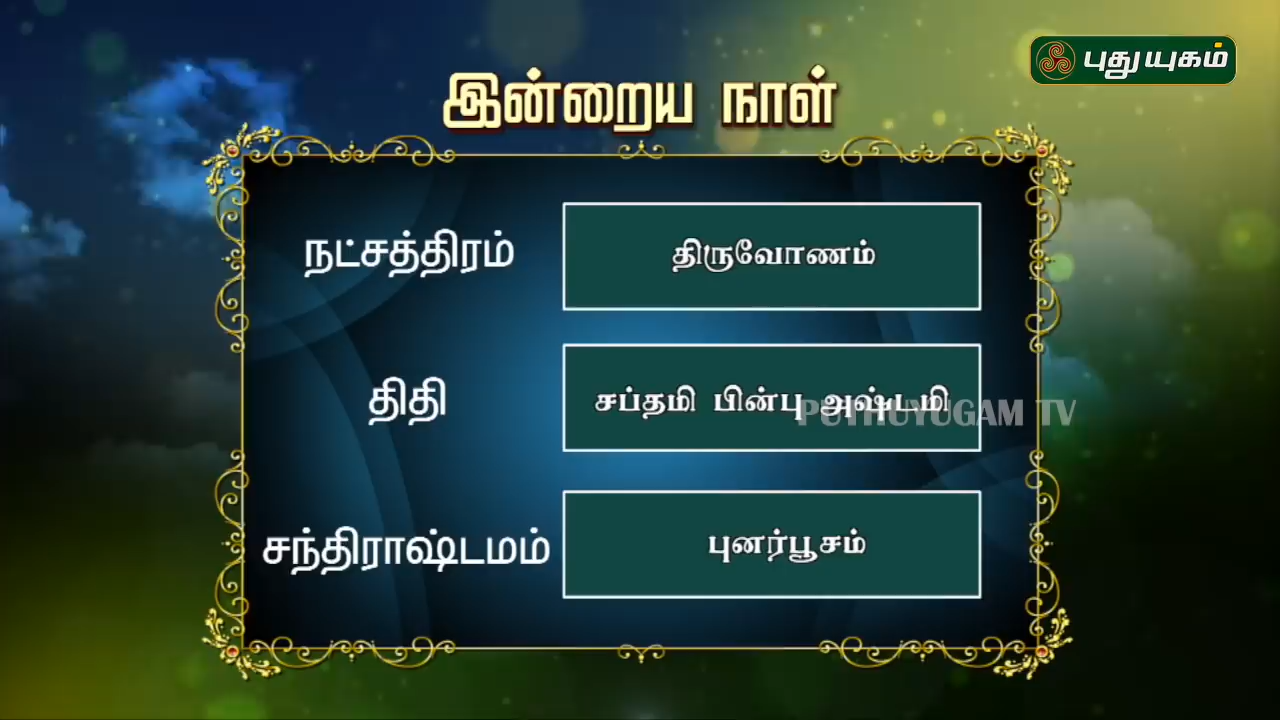 புதுயுகம்
இன்றைய நாள்
நட்சத்திரம்
திருவோணம்
திதி
சப்தமி பின்பு அஷ்டமி
PUTHUYUGAM TV
சந்திராஷ்டமம்
புனர்பூசம்